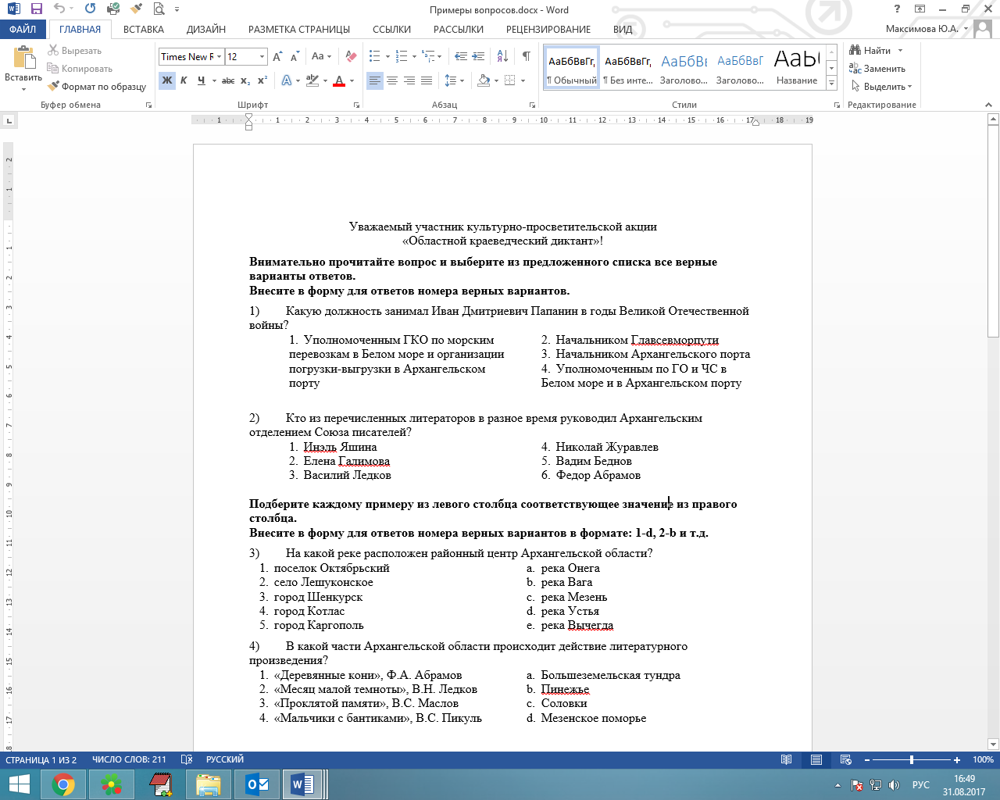 Примеры вопросов.docx - Word
ФАЙЛ ГЛАВНАЯ ВСТАВКА ДИЗАЙН РАЗМЕТКА СТРАНИЦЫ ССЫЛКИ РАССЫЛКИ РЕЦЕНЗИРОВАНИЕ ВИД Максимова Ю.А.
Вставить
Вырезать
Копировать
Формат по образцу
Буфер обмена
Times New R 12
Шрифт
Абзац
АаБбВвГг, АаБбВвГг, АаБбВі АаБбВвГ АаЫ
¶ Обычный ¶ Без инте... Заголово... Заголово... Название
Стили
Найти
Заменить
Выделить
Редактирование
1 1 2 3 4 5 6 7 8 9 10 11 12 13 14 15 16 17 18 19
Уважаемый участник культурно-просветительской акции
«Областной краеведческий диктант»!
Внимательно прочитайте вопрос и выберите из предложенного списка все верные
варианты ответов.
Внесите в форму для ответов номера верных вариантов.
1) Какую должность занимал Иван Дмитриевич Папанин в годы Великой Отечественной
войны?
1. Уполномоченным ГКО по морским
перевозкам в Белом море и организации
погрузки-выгрузки в Архангельском
порту
2. Начальником Главсевморпути
3. Начальником Архангельского порта
4. Уполномоченным по ГО и ЧС в
Белом море и в Архангельском порту
2) Кто из перечисленных литераторов в разное время руководил Архангельским
отделением Союза писателей?
1. Инэль Яшина
2. Елена Галимова
3. Василий Ледков
4. Николай Журавлев
5. Вадим Беднов
6. Федор Абрамов
Подберите каждому примеру из левого столбца соответствующее значение из правого
столбца.
Внесите в форму для ответов номера верных вариантов в формате: 1-d, 2-b и т.д.
3) На какой реке расположен районный центр Архангельской области?
1. поселок Октябрьский
2. село Лешуконское
3. город Шенкурск
4. город Котлас
5. город Каргополь
a. река Онега
b. река Вага
c. река Мезень
d. река Устья
e. река Вычегда
4) В какой части Архангельской области происходит действие литературного
произведения?
1. «Деревянные кони», Ф.А. Абрамов
2. «Месяц малой темноты», В.Н. Ледков
3. «Проклятой памяти», В.С. Маслов
4. «Мальчики с бантиками», В.С. Пикуль
a. Большеземельская тундра
b. Пинежье
c. Соловки
d. Мезенское поморье
СТРАНИЦА 1 ИЗ 2 ЧИСЛО СЛОВ: 211 РУССКИЙ 100%
РУС 16:49
31.08.2017